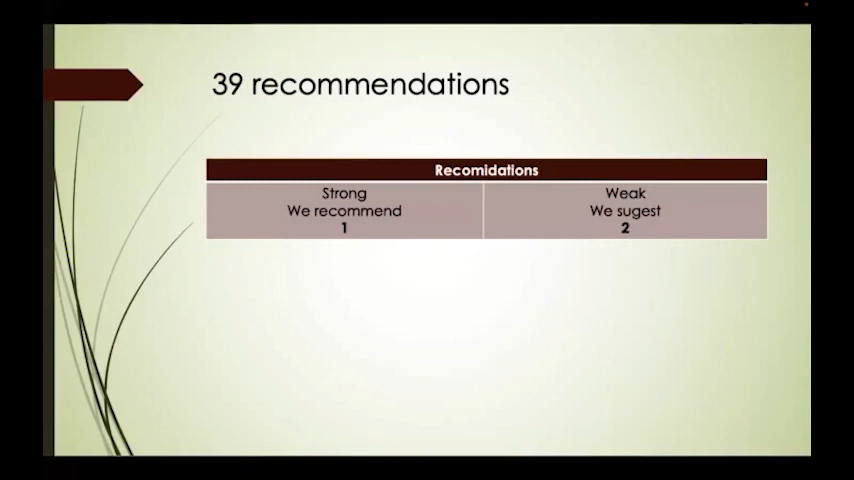 39 recommendations
Recomidations
Strong
We recommend
1
Weak
We sugest
2